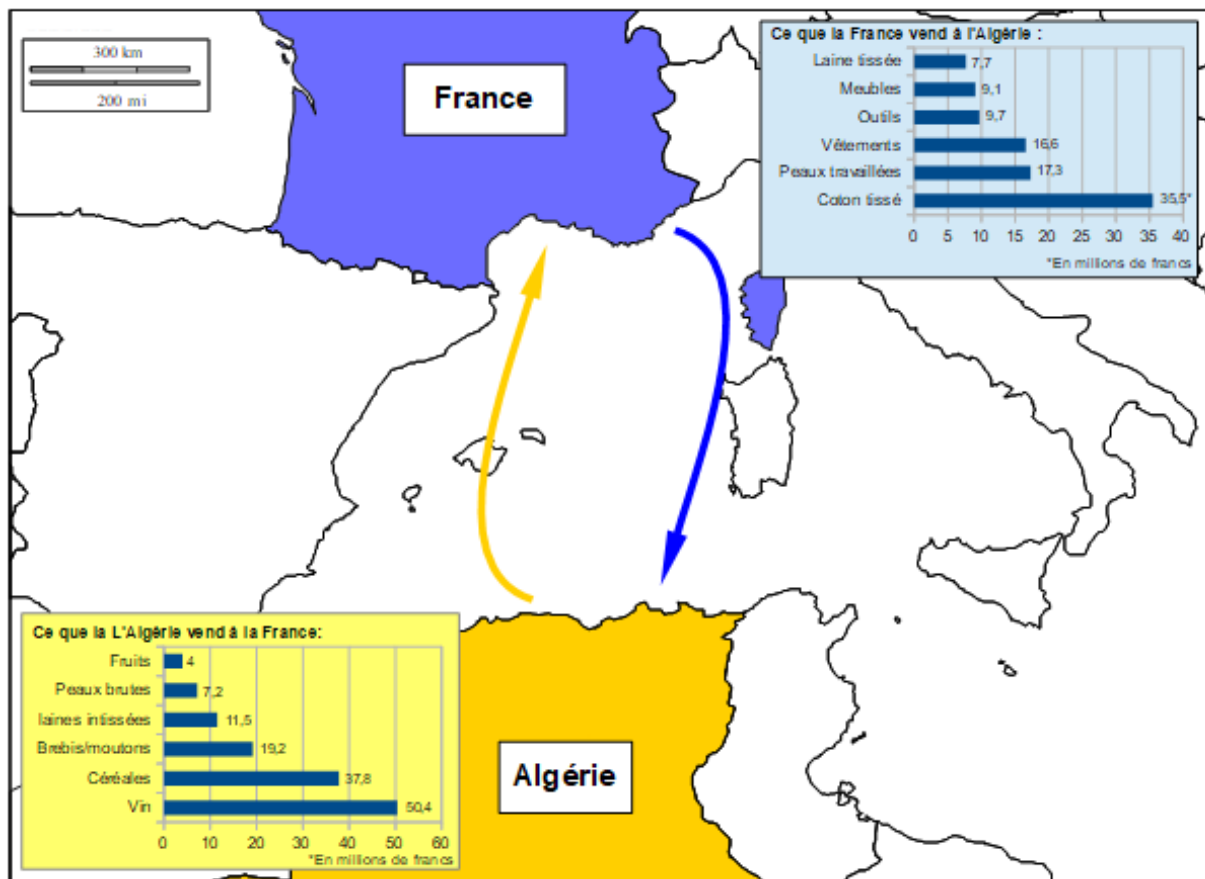 300 km
200 mi
France
Ce que la France vend à l'Algérie :
Laine tissée 7,7
Meubles 9,1
Outils 9,7
Vêtements 16,6
Peaux travaillées 17,3
Coton tissé 35,5*
0 5 10 15 20 25 30 35 40
*En millions de francs
Ce que la L'Algérie vend à la France:
Fruits 4
Peaux brutes 7,2
laines intissées 11,5
Brebis/moutons 19,2
Céréales 37,8
Vin 50,4
0 10 20 30 40 50 60
*En millions de francs
Algérie